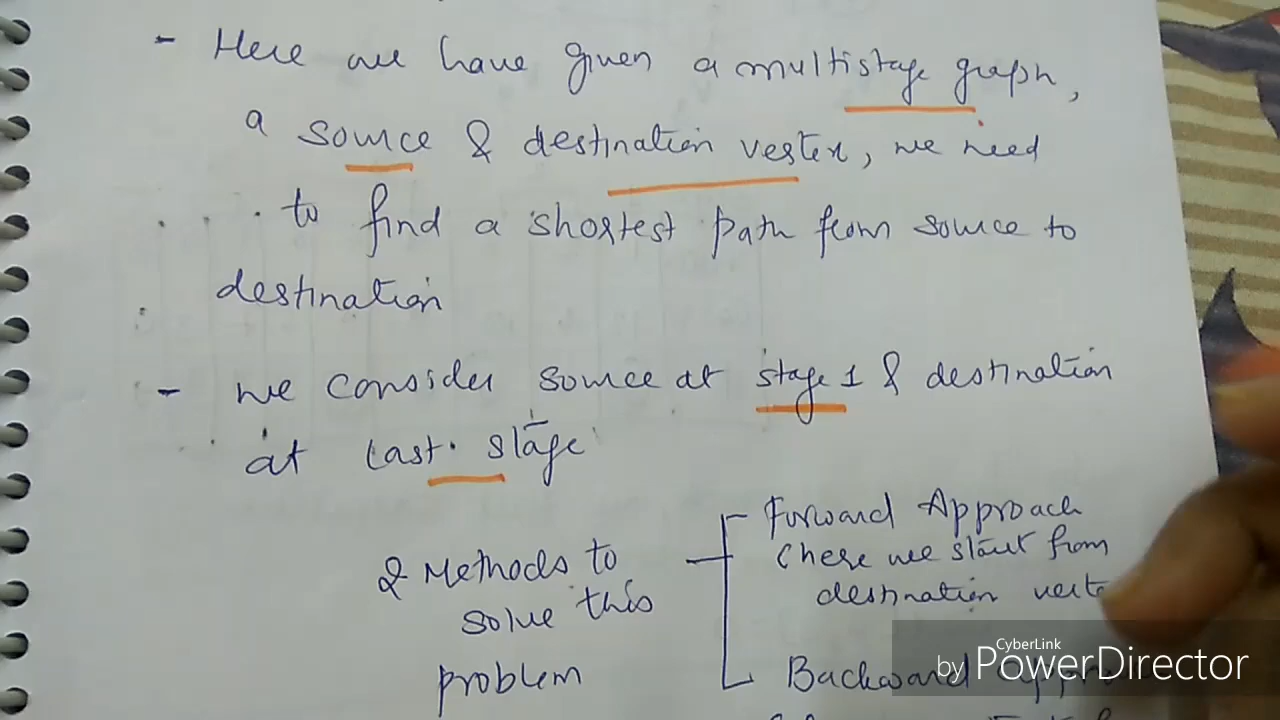 - Here we have given a multistage graph,
a source & destination vertex, we need
to find a shortest path from source to
destination
- we consider source at stage 1 & destination
at last stage
2 Methods to
solve this
problem
Forward Approach
(here we start from
destination
Backward
CyberLink
by PowerDirector